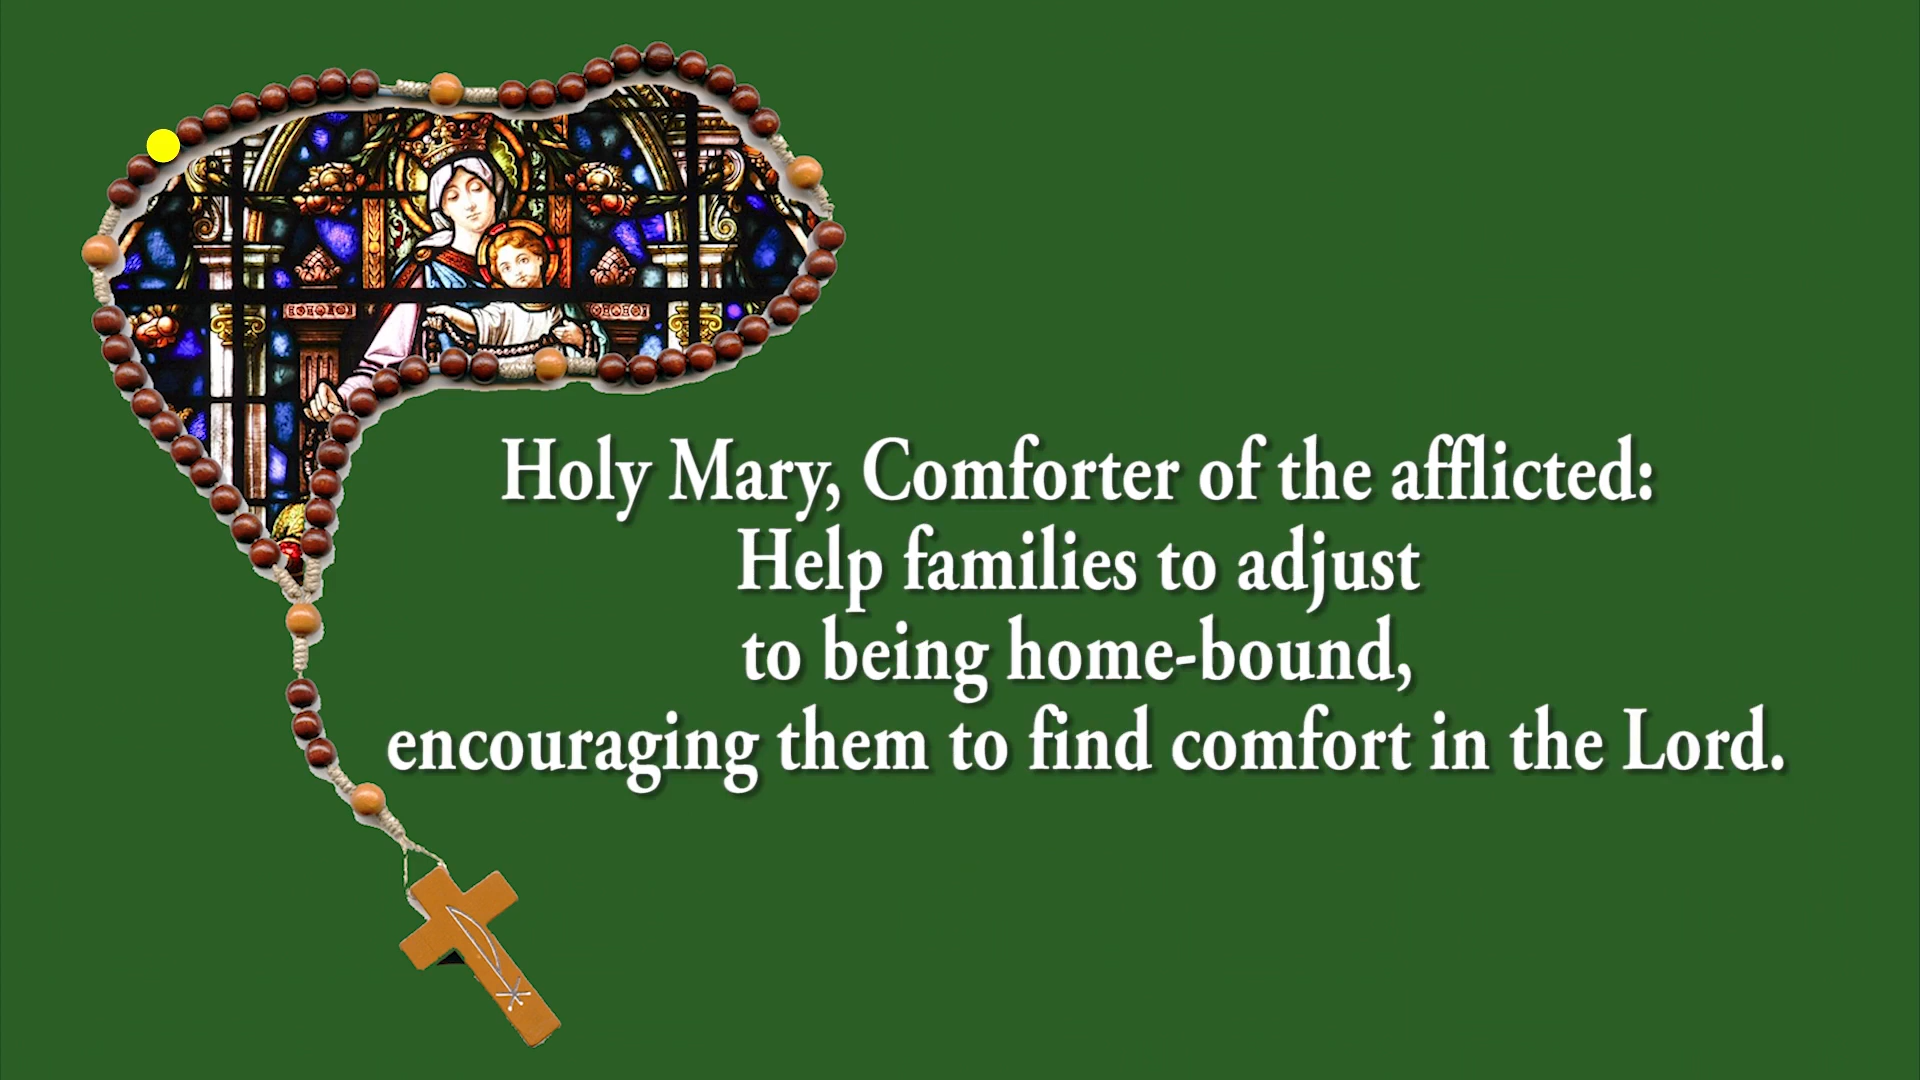 Holy Mary, Comforter of the afflicted:
Help families to adjust
to being home-bound,
encouraging them to find comfort in the Lord.